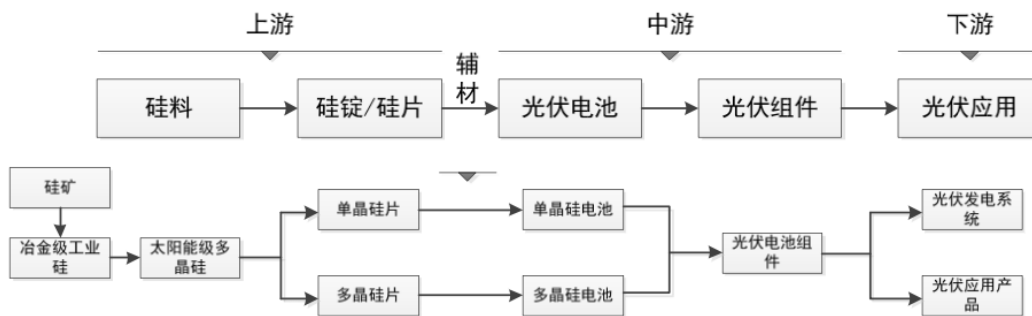 上游
中游
下游
辅
材
硅料
硅锭/硅片
光伏电池
光伏组件
光伏应用
硅矿
冶金级工业
硅
太阳能级多
晶硅
单晶硅片
单晶硅电池
多晶硅片
多晶硅电池
光伏电池组
件
光伏发电系
统
光伏应用产
品